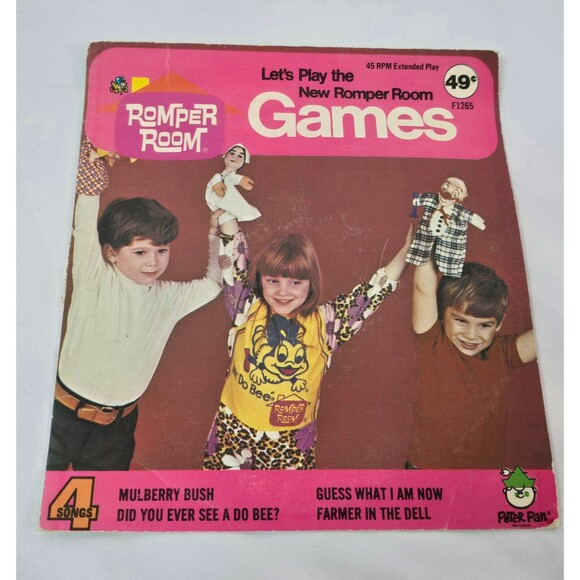 45 RPM Extended Play
49¢
F1265
Let's Play the
New Romper Room
Games
ROMPER
ROOM®
Do Bee
ROMPER
ROOM
4
SONGS
MULBERRY BUSH
DID YOU EVER SEE A DO BEE?
GUESS WHAT I AM NOW
FARMER IN THE DELL
Peter Pan®
RECORDS